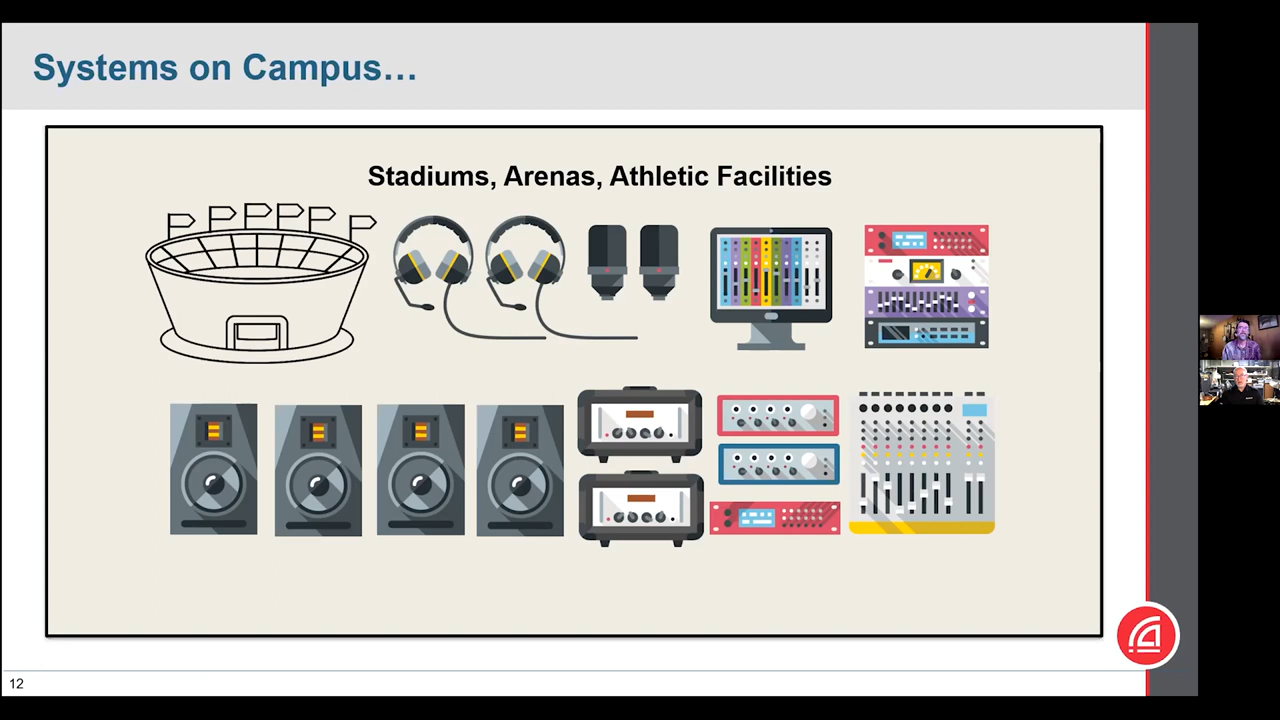 Systems on Campus…
Stadiums, Arenas, Athletic Facilities
12